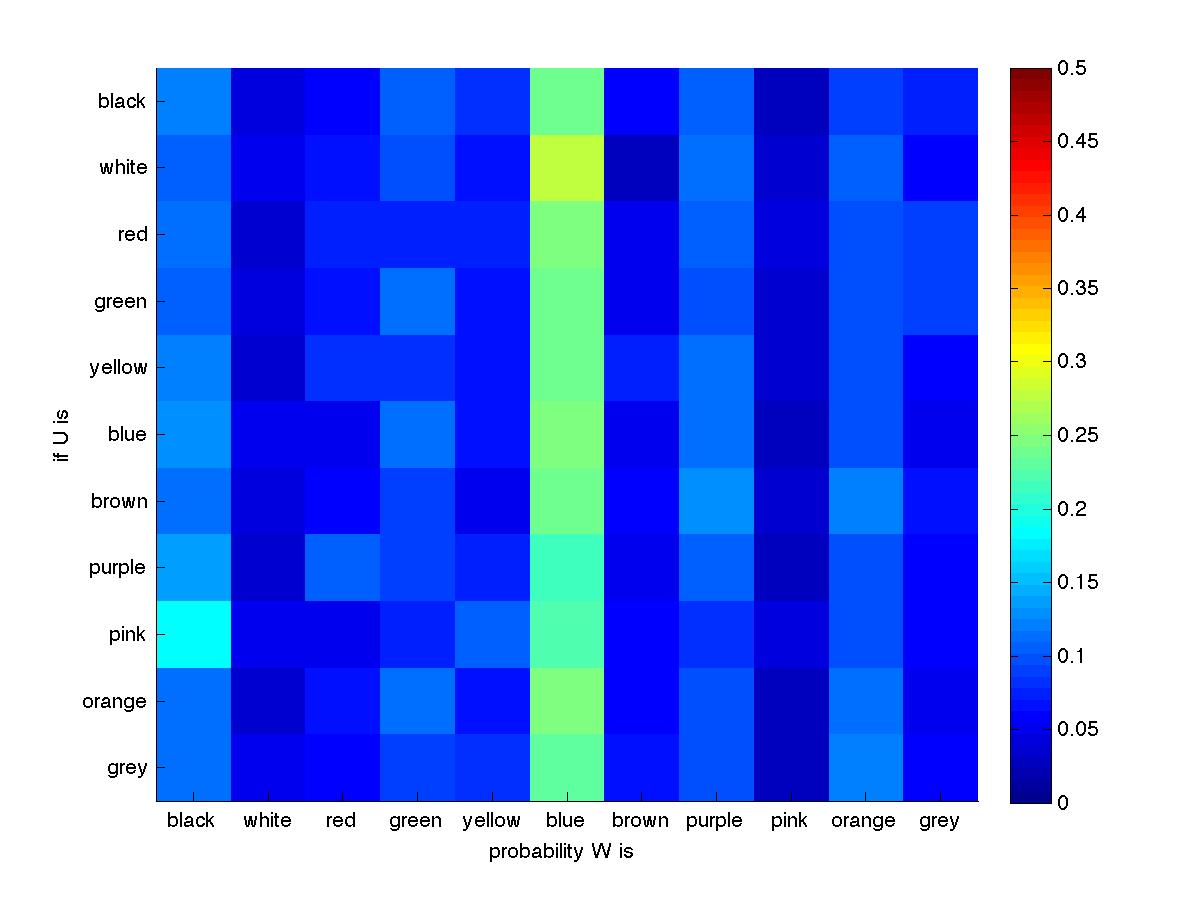 black
white
red
green
yellow
blue
brown
purple
pink
orange
grey
if U is
black white red green yellow blue brown purple pink orange grey
probability W is
0.5
0.45
0.4
0.35
0.3
0.25
0.2
0.15
0.1
0.05
0